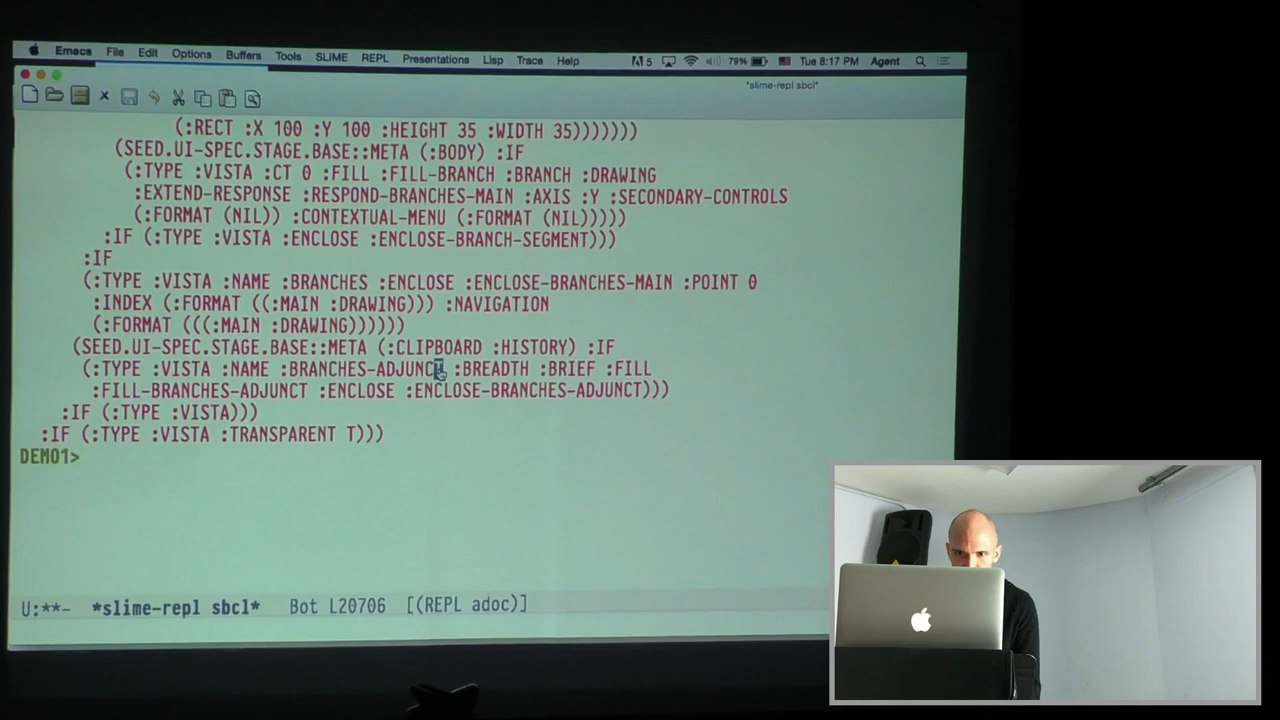 Emacs File Edit Options Buffers Tools SLIME REPL Presentations Lisp Trace Help 5 79% Tue 8:17 PM Agent
*slime-repl sbcl*
(:RECT :X 100 :Y 100 :HEIGHT 35 :WIDTH 35)))))))
(SEED.UI-SPEC.STAGE.BASE::META (:BODY) :IF
(:TYPE :VISTA :CT 0 :FILL :FILL-BRANCH :BRANCH :DRAWING
:EXTEND-RESPONSE :RESPOND-BRANCHES-MAIN :AXIS :Y :SECONDARY-CONTROLS
(:FORMAT (NIL)) :CONTEXTUAL-MENU (:FORMAT (NIL)))))
:IF (:TYPE :VISTA :ENCLOSE :ENCLOSE-BRANCH-SEGMENT)))
:IF
(:TYPE :VISTA :NAME :BRANCHES :ENCLOSE :ENCLOSE-BRANCHES-MAIN :POINT 0
:INDEX (:FORMAT ((:MAIN :DRAWING))) :NAVIGATION
(:FORMAT (((:MAIN :DRAWING))))))
(SEED.UI-SPEC.STAGE.BASE::META (:CLIPBOARD :HISTORY) :IF
(:TYPE :VISTA :NAME :BRANCHES-ADJUNCT :BREADTH :BRIEF :FILL
:FILL-BRANCHES-ADJUNCT :ENCLOSE :ENCLOSE-BRANCHES-ADJUNCT)))
:IF (:TYPE :VISTA)))
:IF (:TYPE :VISTA :TRANSPARENT T)))
DEMO1>
U:**- *slime-repl sbcl* Bot L20706 [(REPL adoc)]